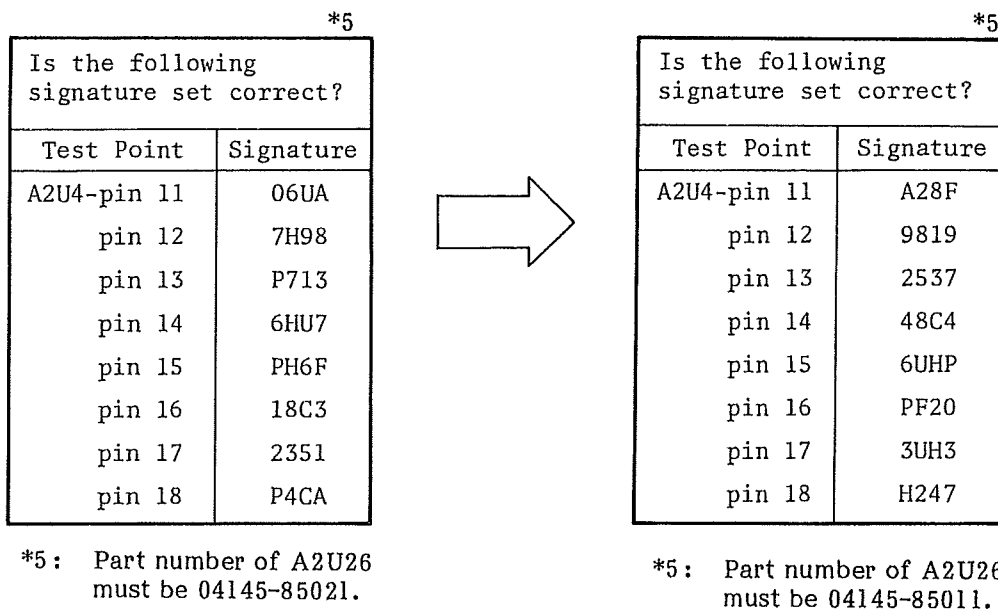 *5
Is the following
signature set correct?
Test Point Signature
A2U4-pin 11 06UA
pin 12 7H98
pin 13 P713
pin 14 6HU7
pin 15 PH6F
pin 16 18C3
pin 17 2351
pin 18 P4CA
*5: Part number of A2U26
must be 04145-85021.
*5
Is the following
signature set correct?
Test Point Signature
A2U4-pin 11 A28F
pin 12 9819
pin 13 2537
pin 14 48C4
pin 15 6UHP
pin 16 PF20
pin 17 3UH3
pin 18 H247
*5: Part number of A2U26
must be 04145-85011.